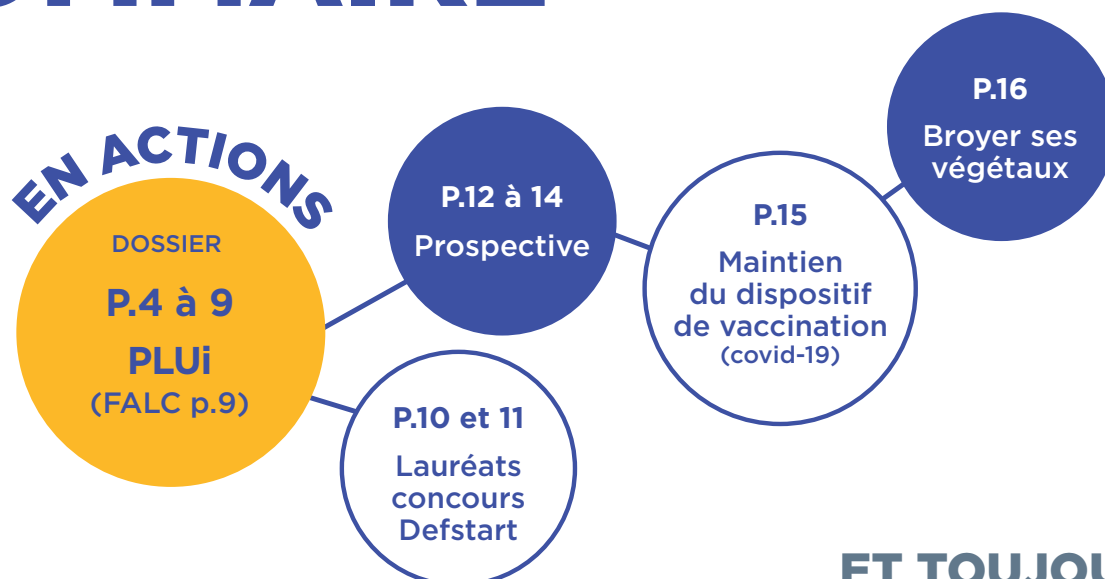 EN ACTIONS
DOSSIER
P.4 à 9
PLUi
(FALC p.9)
P.12 à 14
Prospective
P.10 et 11
Lauréats
concours
Defstart
P.15
Maintien
du dispositif
de vaccination
(covid-19)
P.16
Broyer ses
végétaux
ET